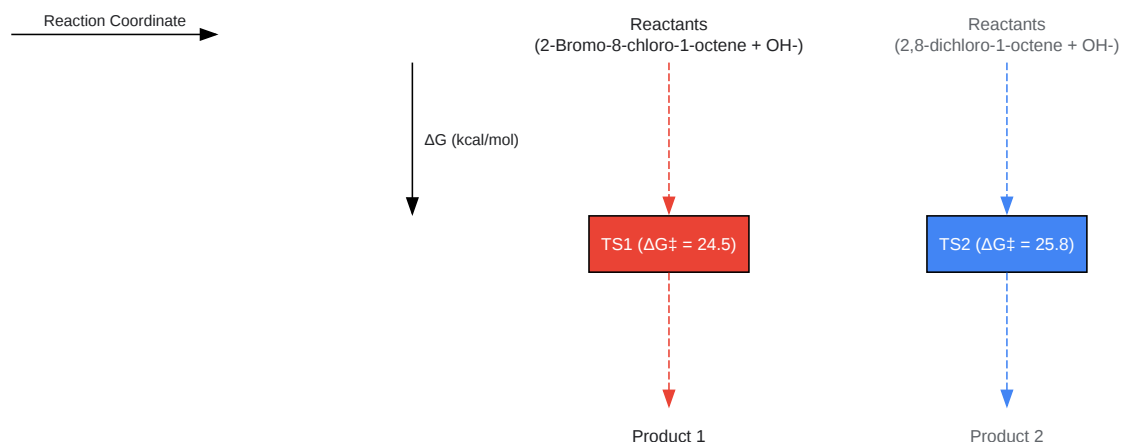 Reaction Coordinate
Reactants
(2-Bromo-8-chloro-1-octene + OH-)
Reactants
(2,8-dichloro-1-octene + OH-)
ΔG (kcal/mol)
TS1 (ΔG‡ = 24.5)
TS2 (ΔG‡ = 25.8)
Product 1
Product 2